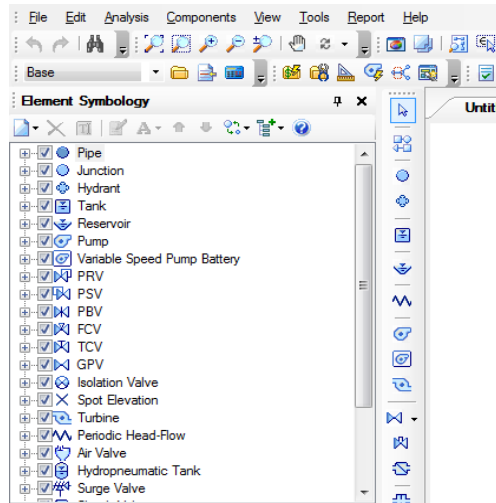 File Edit Analysis Components View Tools Report Help
Base
Element Symbology
Untit
Pipe
Junction
Hydrant
Tank
Reservoir
Pump
Variable Speed Pump Battery
PRV
PSV
PBV
FCV
TCV
GPV
Isolation Valve
Spot Elevation
Turbine
Periodic Head-Flow
Air Valve
Hydropneumatic Tank
Surge Valve